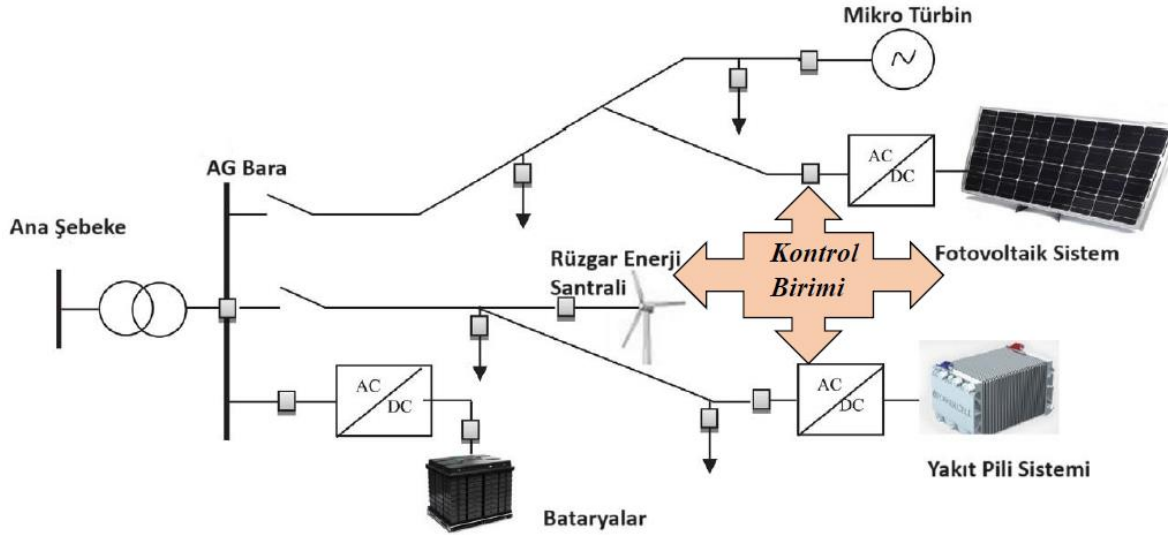 Mikro Türbin
AC
DC
AG Bara
Ana Şebeke
Rüzgar Enerji
Santrali
Kontrol
Birimi
Fotovoltaik Sistem
AC
DC
AC
DC
Yakıt Pili Sistemi
Bataryalar